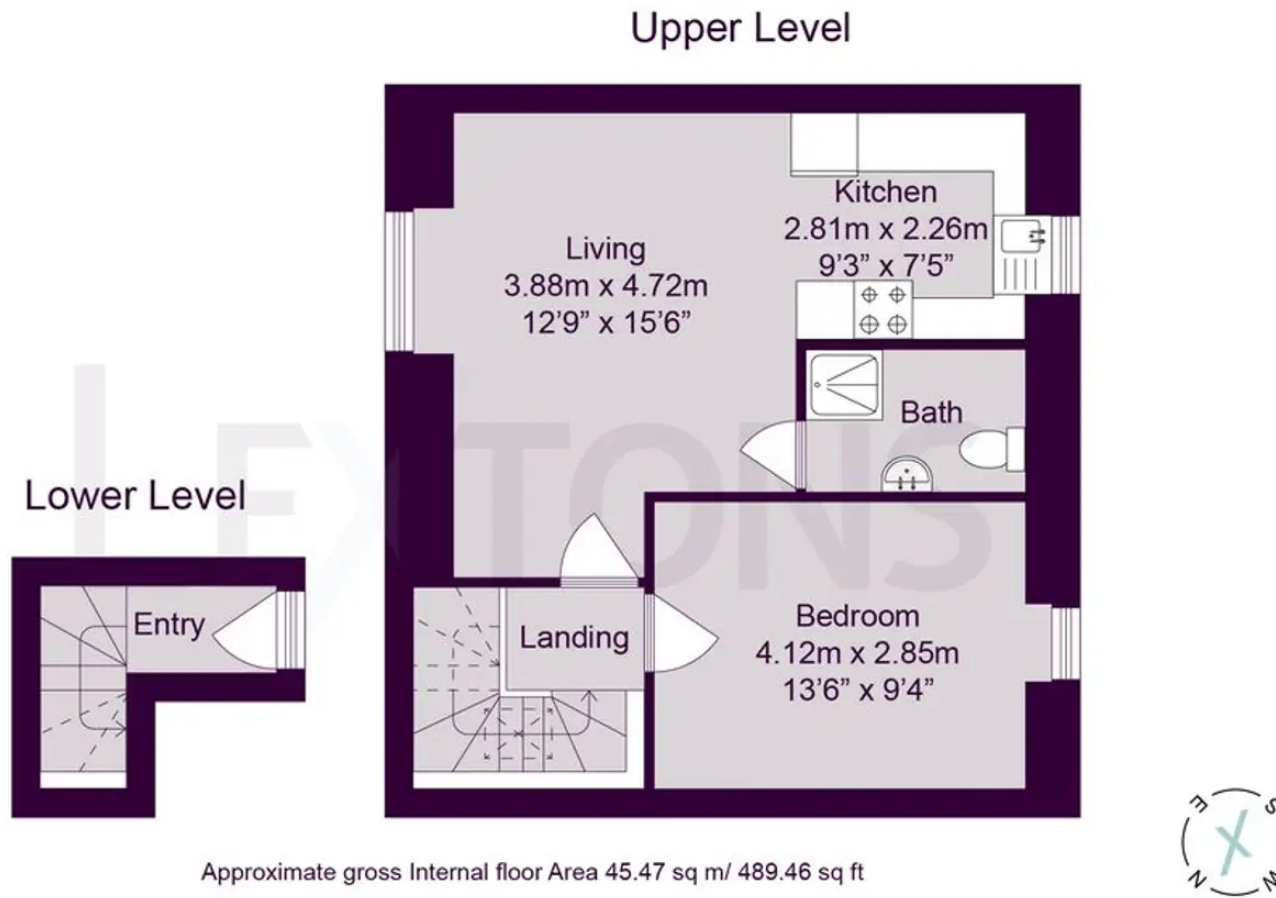 Upper Level
Kitchen
2.81m x 2.26m
9’3” x 7’5”
Living
3.88m x 4.72m
12’9” x 15’6”
Bath
LEXTONS
Lower Level
Entry
Landing
Bedroom
4.12m x 2.85m
13’6” x 9’4”
E
S
N
W
Approximate gross Internal floor Area 45.47 sq m/ 489.46 sq ft